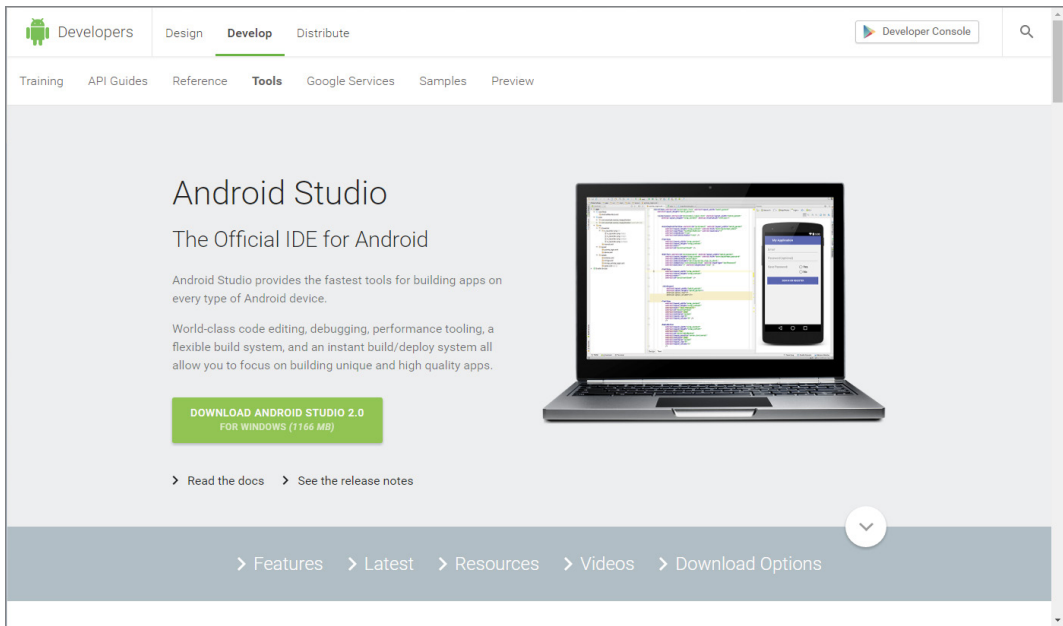 Developers
Design
Develop
Distribute
Developer Console
Training
API Guides
Reference
Tools
Google Services
Samples
Preview
Android Studio
The Official IDE for Android
Android Studio provides the fastest tools for building apps on
every type of Android device.
World-class code editing, debugging, performance tooling, a
flexible build system, and an instant build/deploy system all
allow you to focus on building unique and high quality apps.
DOWNLOAD ANDROID STUDIO 2.0
FOR WINDOWS (1166 MB)
Read the docs
See the release notes
Features
Latest
Resources
Videos
Download Options